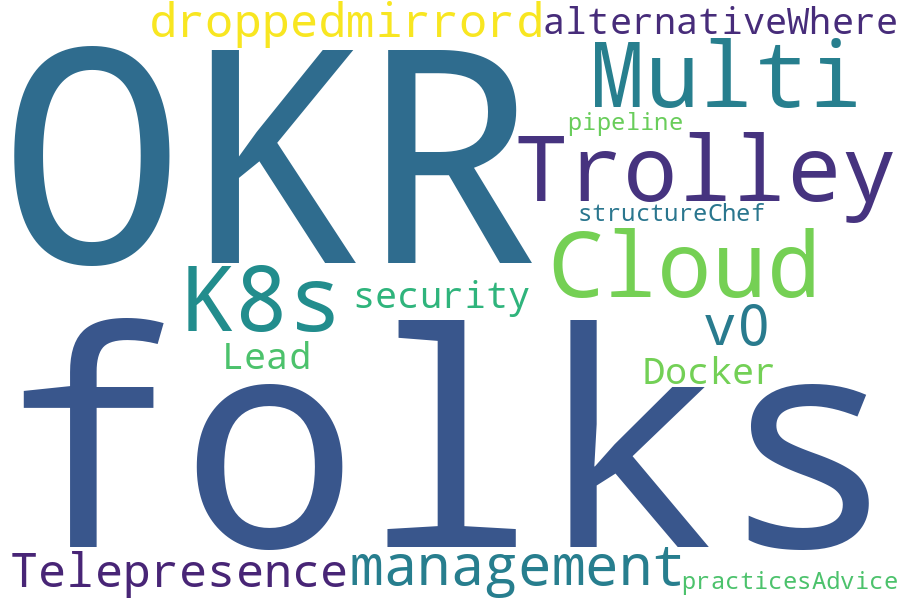 droppedmirrord
alternativeWhere
OKR
Multi
pipeline
Trolley
structureChef
Cloud
K8s
security
v0
Lead
Docker
folks
Telepresence
management
practicesAdvice